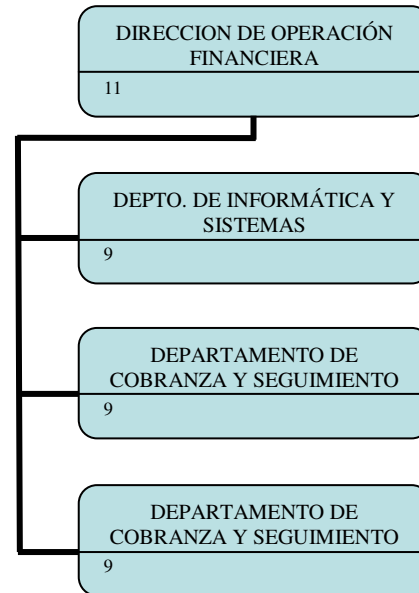 DIRECCION DE OPERACIÓN
FINANCIERA
11
DEPTO. DE INFORMÁTICA Y
SISTEMAS
9
DEPARTAMENTO DE
COBRANZA Y SEGUIMIENTO
9
DEPARTAMENTO DE
COBRANZA Y SEGUIMIENTO
9